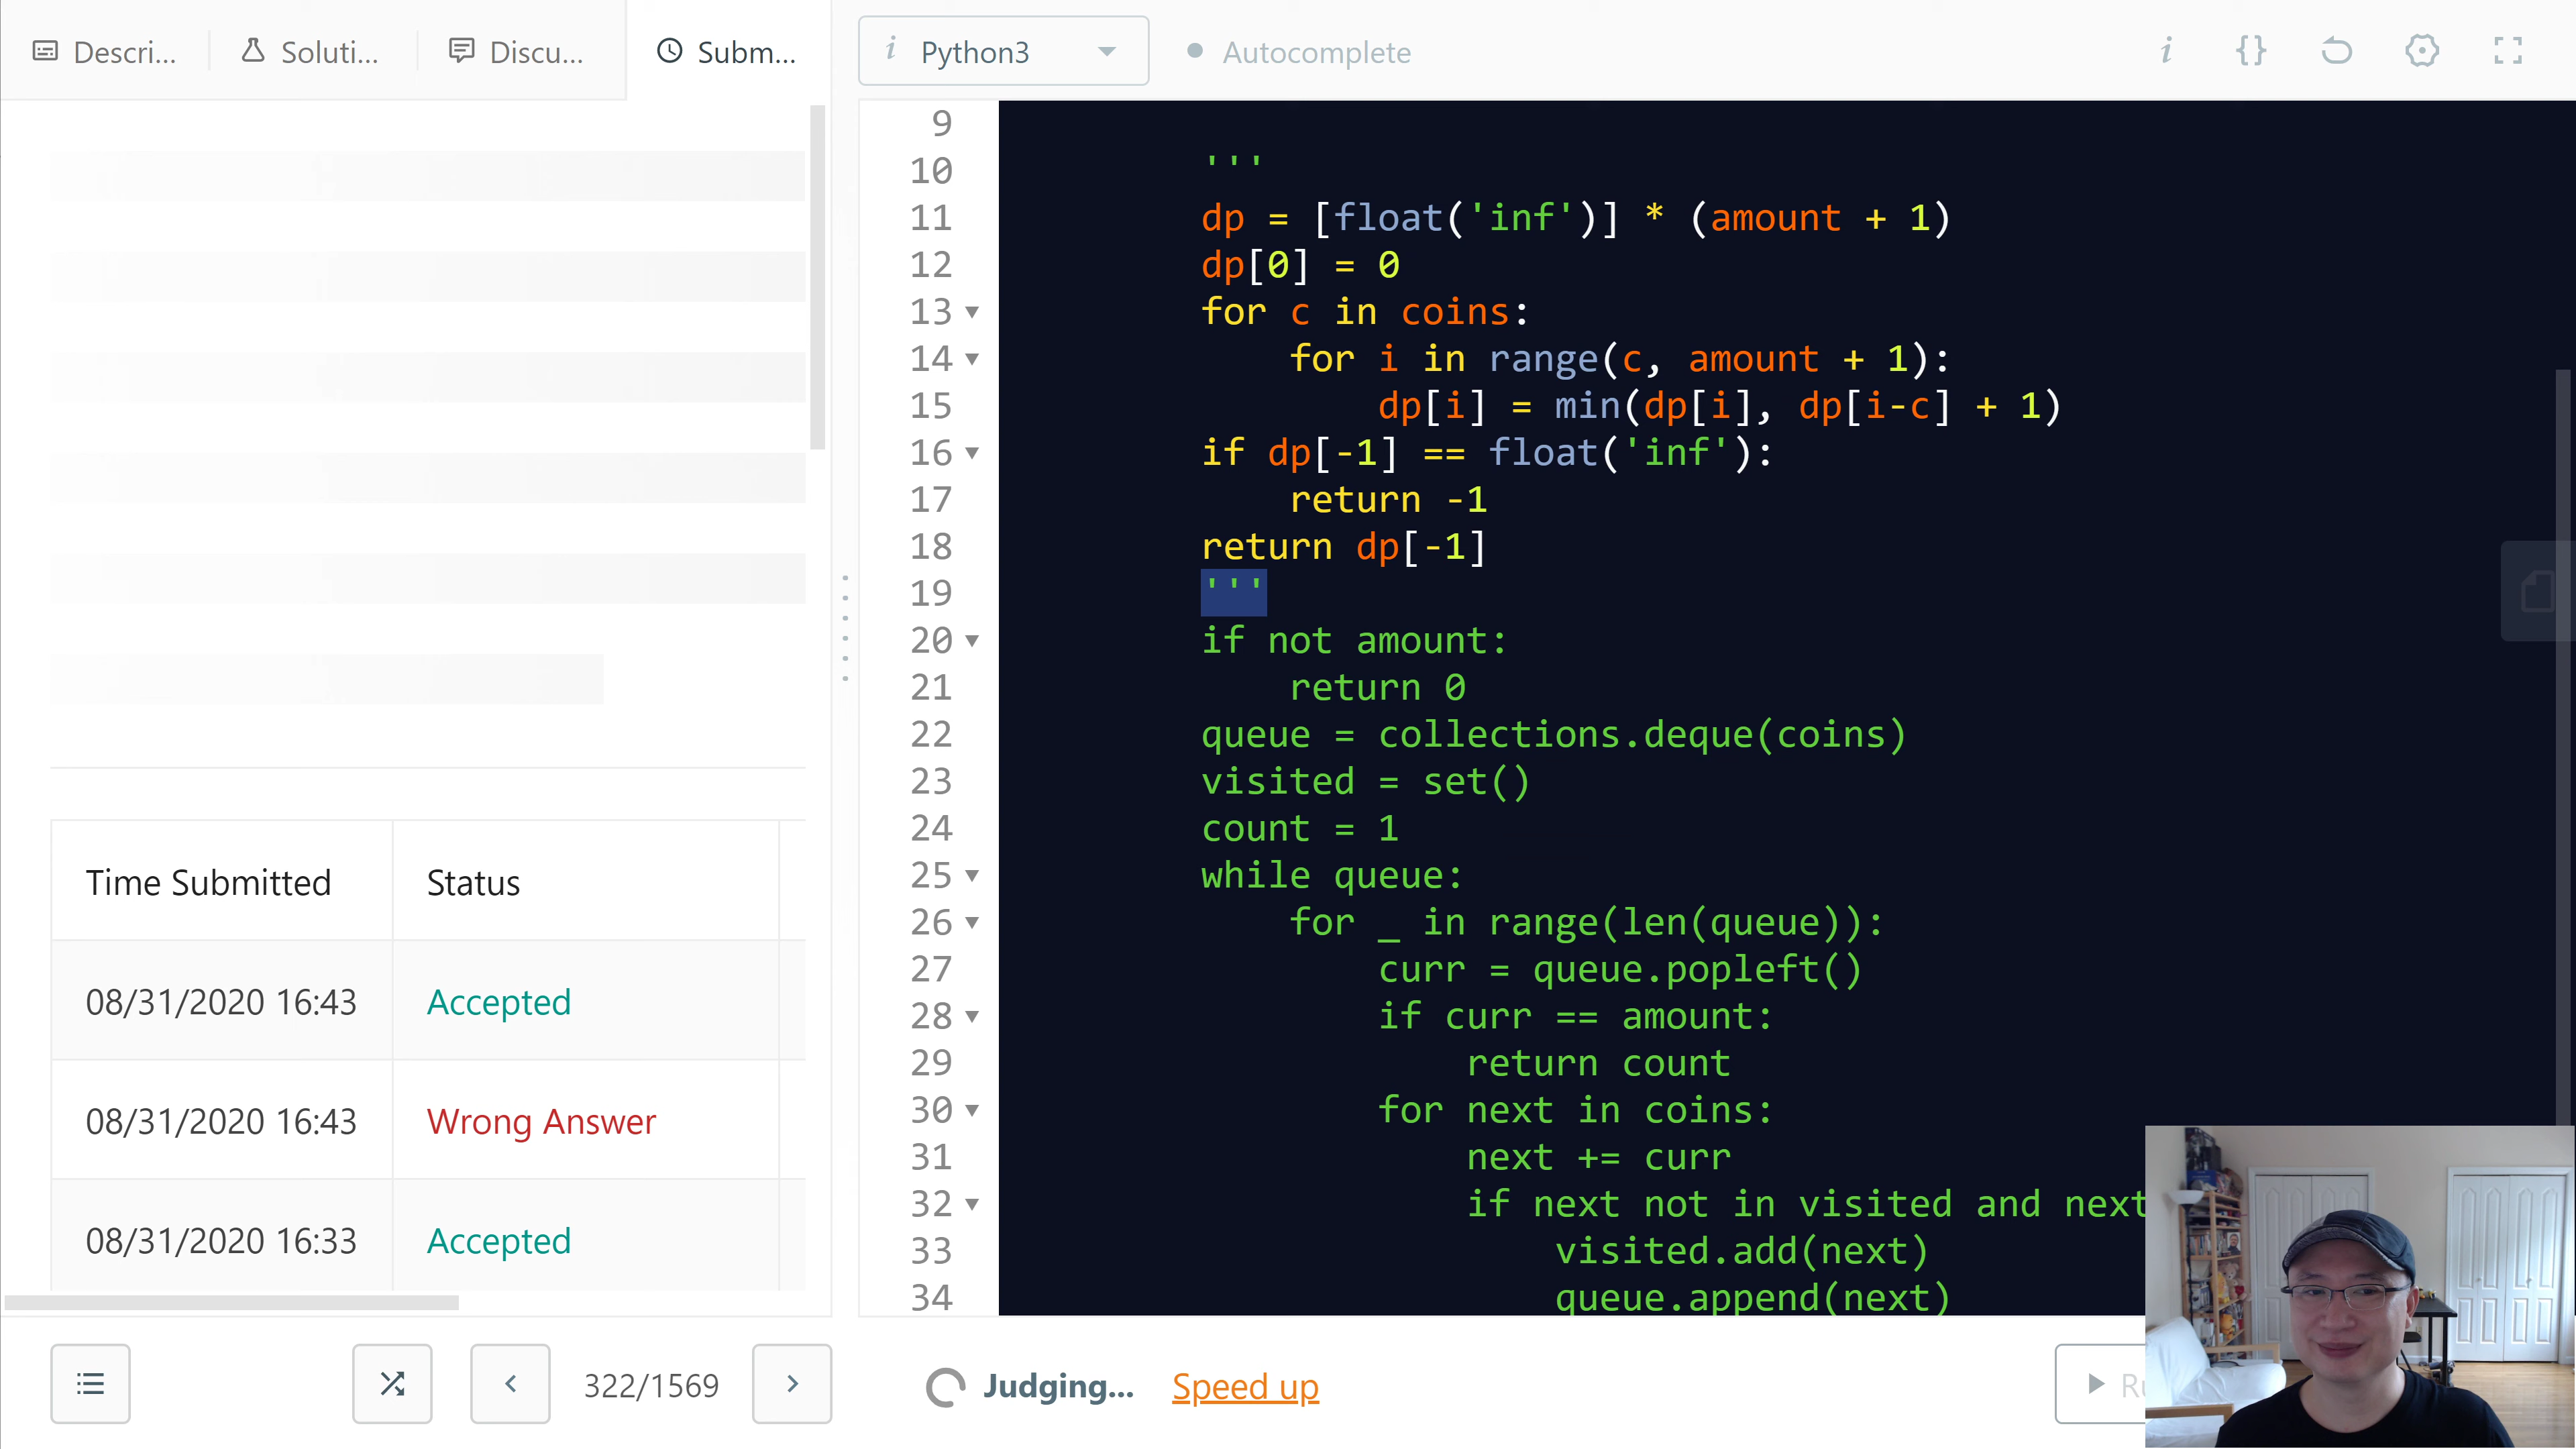 Descri...
Soluti...
Discu...
Subm...
i Python3
Autocomplete
i {}
9
10 '''
11 dp = [float('inf')] * (amount + 1)
12 dp[0] = 0
13 for c in coins:
14 for i in range(c, amount + 1):
15 dp[i] = min(dp[i], dp[i-c] + 1)
16 if dp[-1] == float('inf'):
17 return -1
18 return dp[-1]
19 '''
20 if not amount:
21 return 0
22 queue = collections.deque(coins)
23 visited = set()
24 count = 1
25 while queue:
26 for _ in range(len(queue)):
27 curr = queue.popleft()
28 if curr == amount:
29 return count
30 for next in coins:
31 next += curr
32 if next not in visited and next
33 visited.add(next)
34 queue.append(next)
Time Submitted Status
08/31/2020 16:43 Accepted
08/31/2020 16:43 Wrong Answer
08/31/2020 16:33 Accepted
322/1569
Judging... Speed up